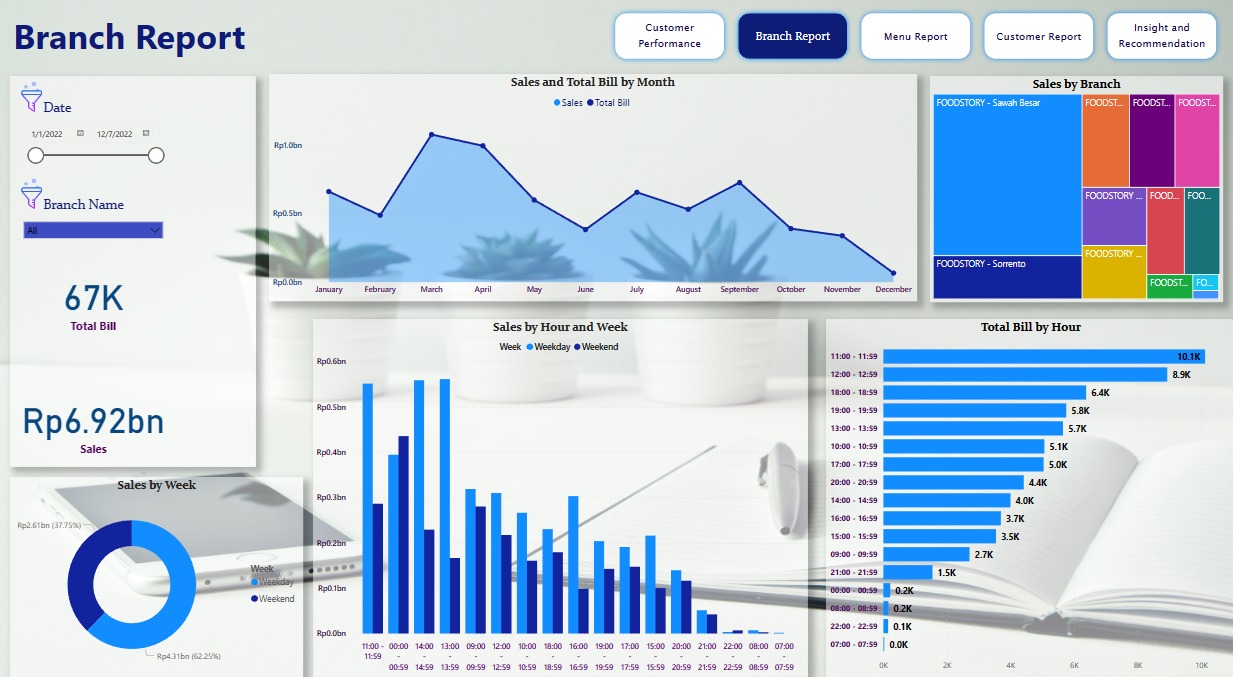 Branch Report
Customer
Performance
Branch Report
Menu Report
Customer Report
Insight and
Recommendation
Date
1/1/2022
12/7/2022
Branch Name
All
67K
Total Bill
Rp6.92bn
Sales
Sales and Total Bill by Month
Sales Total Bill
Rp1.0bn
Rp0.5bn
Rp0.0bn
January February March April May June July August September October November December
Sales by Branch
FOODSTORY - Sawah Besar
FOODST... FOODST... FOODST...
FOODSTORY ... FOOD... FOO...
FOODSTORY ...
FOODSTORY - Sorrento
FOODST... FO...
Sales by Week
Rp2.61bn (37.75%)
Week
Weekday
Weekend
Rp4.31bn (62.25%)
Sales by Hour and Week
Week Weekday Weekend
Rp0.6bn
Rp0.5bn
Rp0.4bn
Rp0.3bn
Rp0.2bn
Rp0.1bn
Rp0.0bn
11:00 - 00:00 14:00 13:00 09:00 12:00 10:00 18:00 16:00 19:00 17:00 15:00 20:00 21:00 22:00 08:00 07:00
11:59 - - - - - - - - - - - - - - - -
00:59 14:59 13:59 09:59 12:59 10:59 18:59 16:59 19:59 17:59 15:59 20:59 21:59 22:59 08:59 07:59
Total Bill by Hour
11:00 - 11:59 10.1K
12:00 - 12:59 8.9K
18:00 - 18:59 6.4K
19:00 - 19:59 5.8K
13:00 - 13:59 5.7K
10:00 - 10:59 5.1K
17:00 - 17:59 5.0K
20:00 - 20:59 4.4K
14:00 - 14:59 4.0K
16:00 - 16:59 3.7K
15:00 - 15:59 3.5K
09:00 - 09:59 2.7K
21:00 - 21:59 1.5K
00:00 - 00:59 0.2K
08:00 - 08:59 0.2K
22:00 - 22:59 0.1K
07:00 - 07:59 0.0K
0K 2K 4K 6K 8K 10K